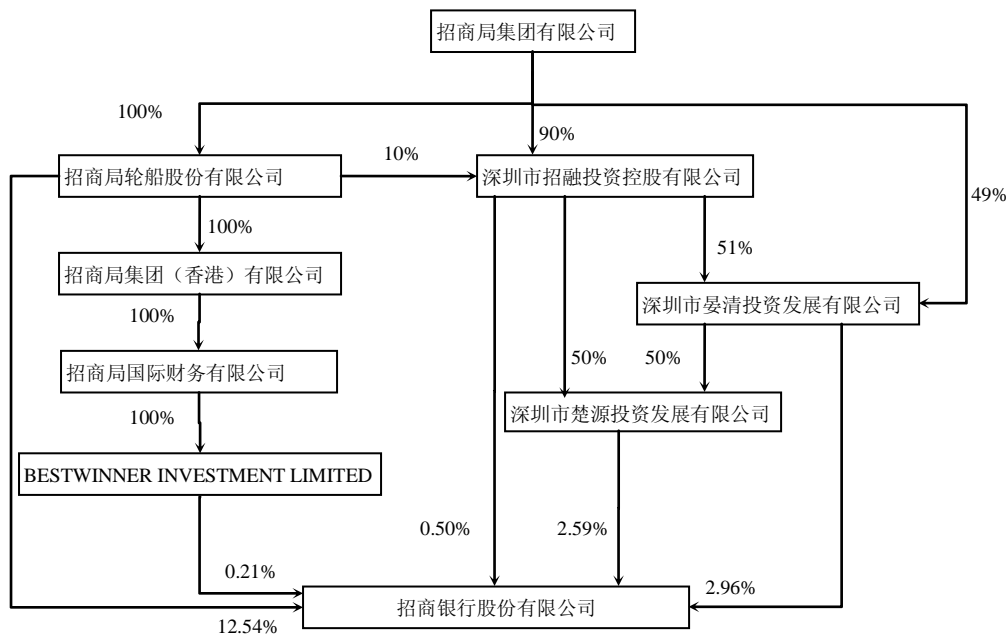 招商局集团有限公司
100%
90%
10%
招商局轮船股份有限公司
深圳市招融投资控股有限公司
49%
100%
51%
招商局集团（香港）有限公司
深圳市晏清投资发展有限公司
100%
招商局国际财务有限公司
50%
50%
深圳市楚源投资发展有限公司
100%
BESTWINNER INVESTMENT LIMITED
0.50%
2.59%
0.21%
2.96%
招商银行股份有限公司
12.54%